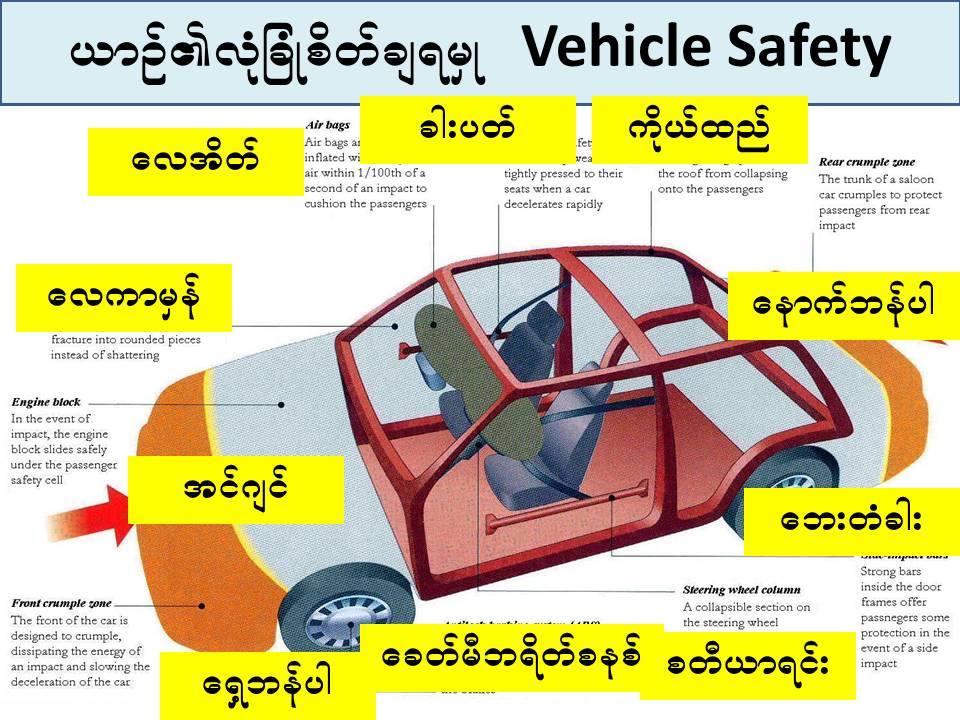 ယာဉ်၏လုံခြုံစိတ်ချရမှု Vehicle Safety
လေအိတ်
Air bags
Air bags
inflated
air within 1/100th of a
second of an impact to
cushion the passengers
ခါးပတ်
tightly pressed to their
seats when a car
decelerates rapidly
ကိုယ်ထည်
the roof from collapsing
onto the passengers
Rear crumple zone
The trunk of a saloon
car crumples to protect
passengers from rear
impact
လေကာမှန်
fracture into rounded pieces
instead of shattering
နောက်ဘန်ပါ
Engine block
In the event of
impact, the engine
block slides safely
under the passenger
safety cell
အင်ဂျင်
ဘေးတံခါး
Side-impact bars
Strong bars
inside the door
frames offer
passnegers some
protection in the
event of a side
impact
Front crumple zone
The front of the car is
designed to crumple,
dissipating the energy of
an impact and slowing the
deceleration of the car
Steering wheel column
A collapsible section on
the steering wheel
ရှေ့ဘန်ပါ
ခေတ်မီဘရိတ်စနစ်
စတီယာရင်း